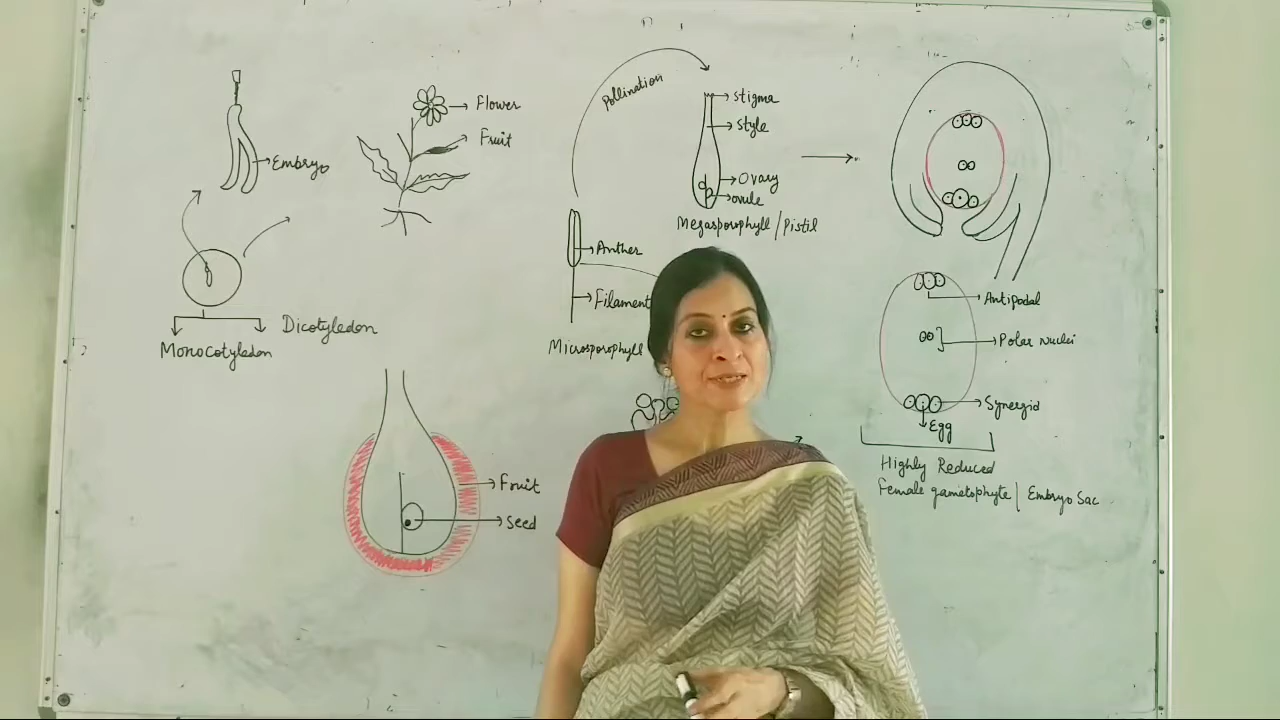 Embryo
Monocotyledon
Dicotyledon
Flower
Fruit
Fruit
Seed
Pollination
Anther
Filament
Microsporophyll
Stigma
Style
Ovary
ovule
Megasporophyll/Pistil
Antipodal
Polar nuclei
Synergid
Egg
Highly Reduced
Female gametophyte | Embryo Sac